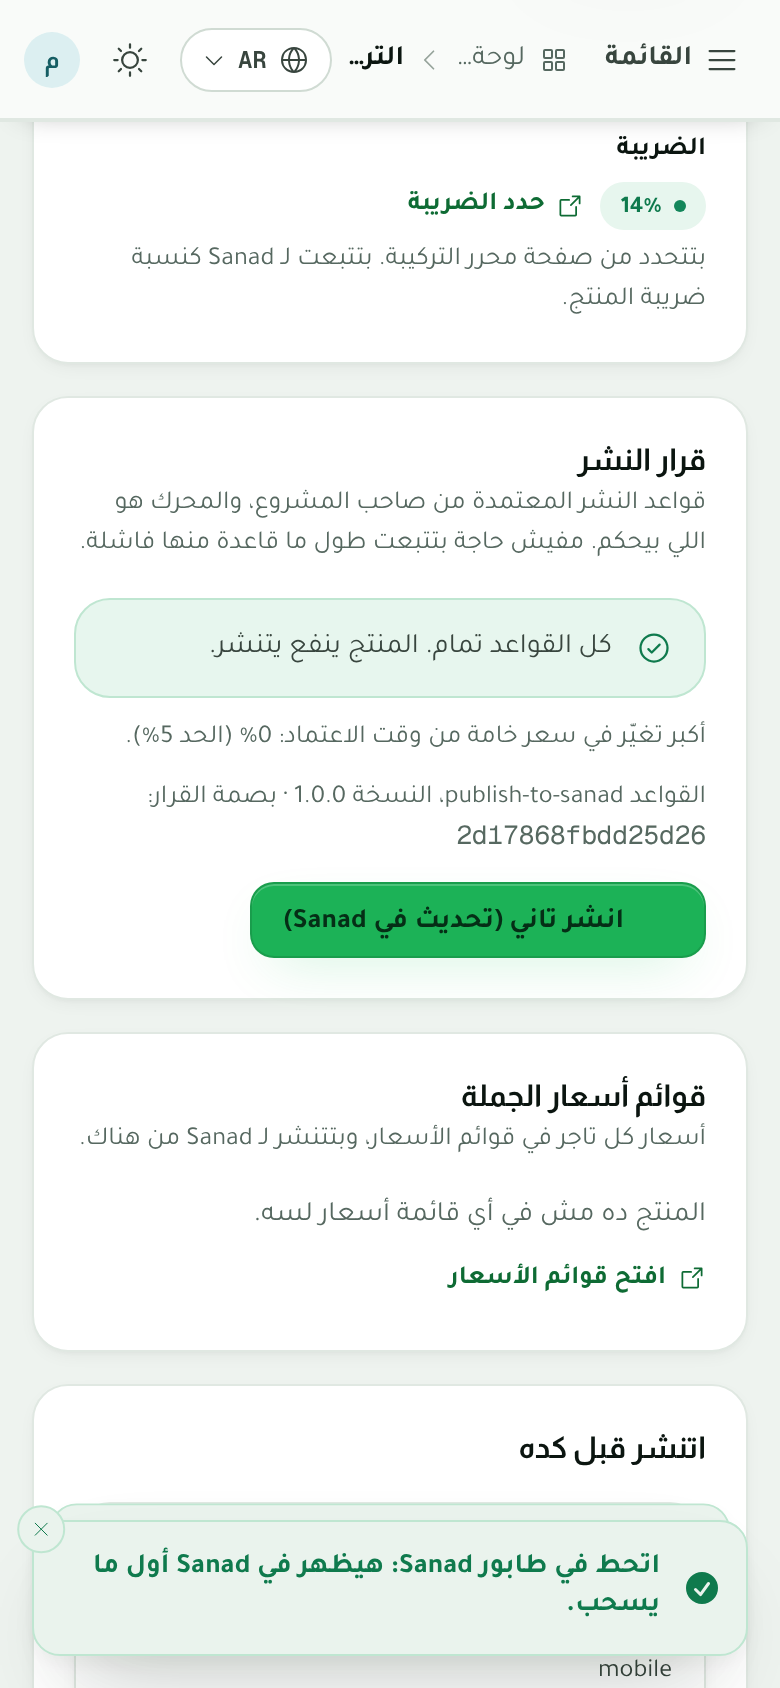 القائمة
لوحة...
التر...
AR
م
الضريبة
14%
حدد الضريبة
بتتحدد من صفحة محرر التركيبة. بتتبعت لـ Sanad كنسبة
ضريبة المنتج.
قرار النشر
قواعد النشر المعتمدة من صاحب المشروع، والمحرك هو
اللي بيحكم. مفيش حاجة بتتبعت طول ما قاعدة منها فاشلة.
كل القواعد تمام. المنتج ينفع يتنشر.
أكبر تغيّر في سعر خامة من وقت الاعتماد: 0% (الحد 5%).
القواعد publish-to-sanad، النسخة 1.0.0 · بصمة القرار:
2d17868fbdd25d26
انشر تاني (تحديث في Sanad)
قوائم أسعار الجملة
أسعار كل تاجر في قوائم الأسعار، وبتتنشر لـ Sanad من هناك.
المنتج ده مش في أي قائمة أسعار لسه.
افتح قوائم الأسعار
اتنشر قبل كده
اتحط في طابور Sanad: هيظهر في Sanad أول ما
يسحب.
mobile